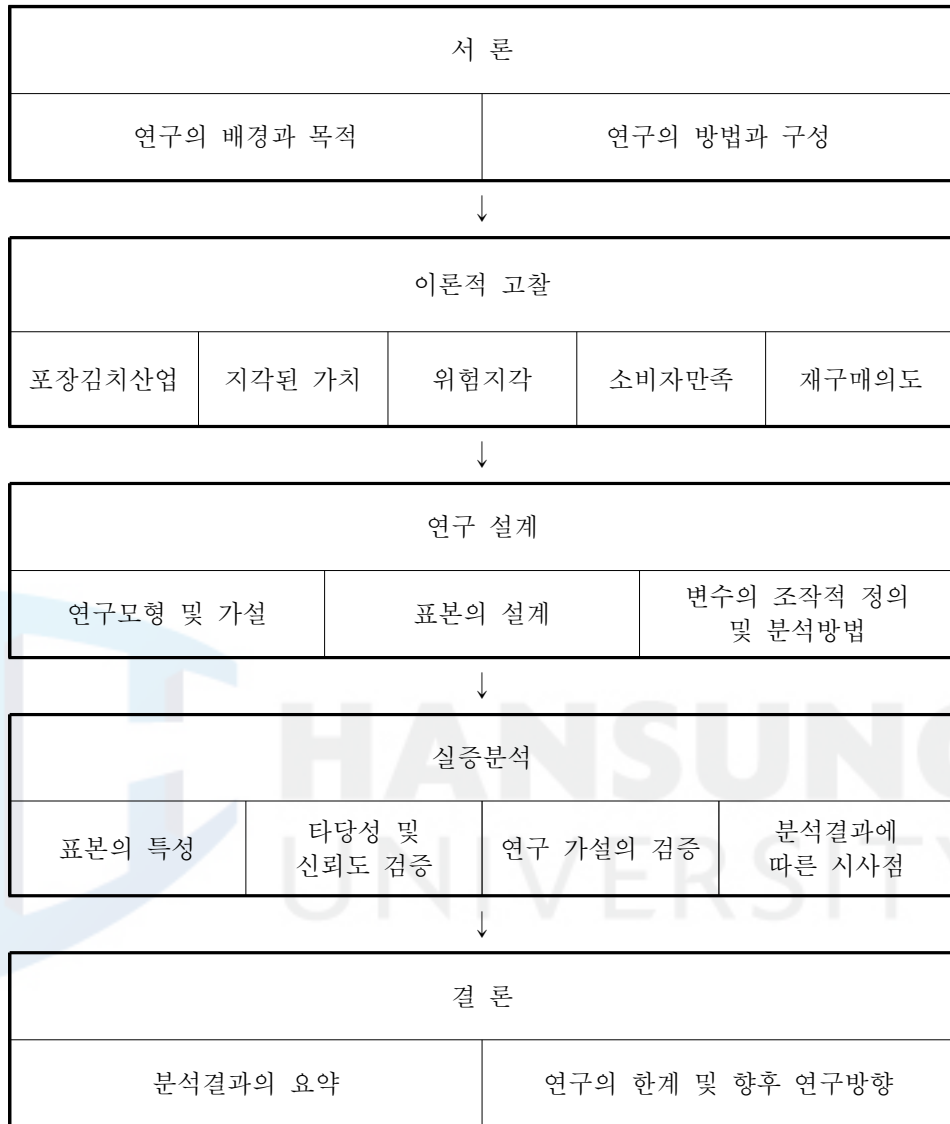 서 론
연구의 배경과 목적 연구의 방법과 구성
↓
이론적 고찰
포장김치산업 지각된 가치 위험지각 소비자만족 재구매의도
↓
연구 설계
연구모형 및 가설 표본의 설계 변수의 조작적 정의
및 분석방법
↓
실증분석
표본의 특성 타당성 및
신뢰도 검증 연구 가설의 검증 분석결과에
따른 시사점
↓
결 론
분석결과의 요약 연구의 한계 및 향후 연구방향
HANSUNG
UNIVERSITY